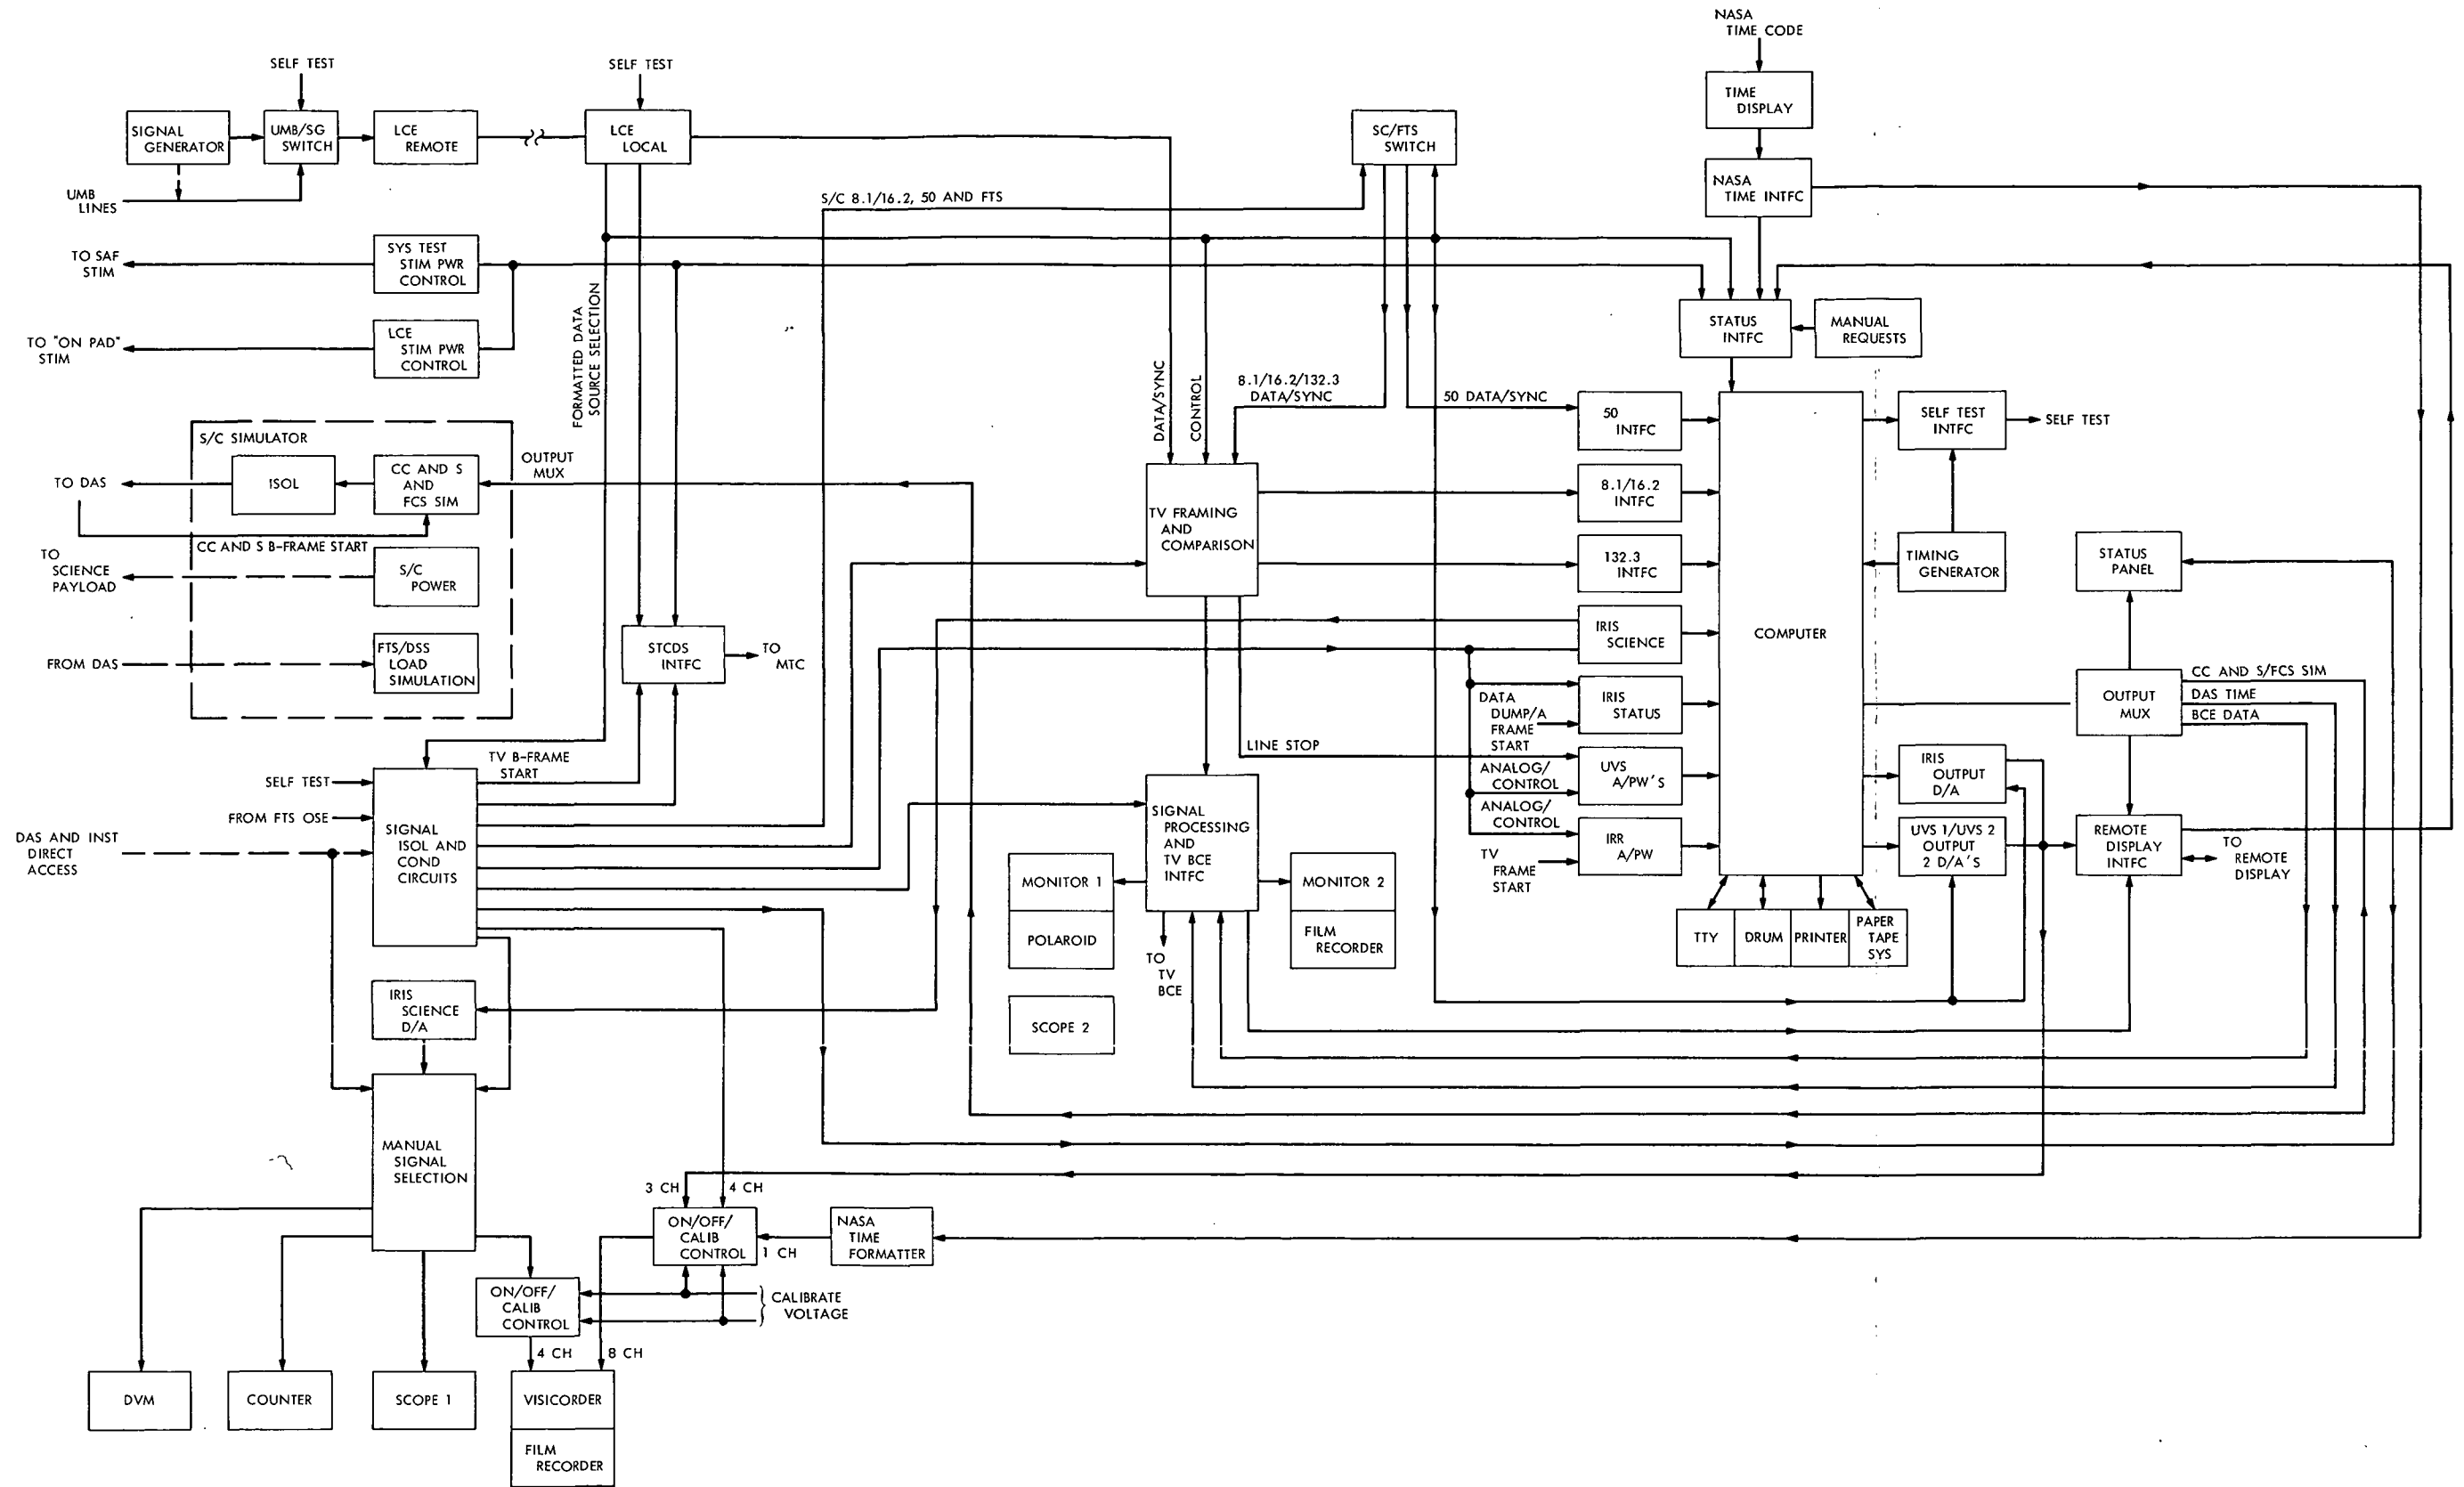 NASA
TIME CODE
SELF TEST
SELF TEST
TIME
DISPLAY
SIGNAL
GENERATOR
UMB/SG
SWITCH
LCE
REMOTE
LCE
LOCAL
SC/FTS
SWITCH
NASA
TIME INTFC
UMB
LINES
S/C 8.1/16.2, 50 AND FTS
TO SAF
STIM
SYS TEST
STIM PWR
CONTROL
FORMATTED DATA
SOURCE SELECTION
STATUS
INTFC
MANUAL
REQUESTS
TO "ON PAD"
STIM
LCE
STIM PWR
CONTROL
DATA/SYNC
CONTROL
8.1/16.2/132.3
DATA/SYNC
50 DATA/SYNC
50
INTFC
SELF TEST
INTFC
SELF TEST
S/C SIMULATOR
OUTPUT
MUX
TO DAS
ISOL
CC AND S
AND
FCS SIM
8.1/16.2
INTFC
TV FRAMING
AND
COMPARISON
CC AND S B-FRAME START
TO
SCIENCE
PAYLOAD
S/C
POWER
132.3
INTFC
TIMING
GENERATOR
STATUS
PANEL
IRIS
SCIENCE
COMPUTER
FROM DAS
FTS/DSS
LOAD
SIMULATION
STCDS
INTFC
TO
MTC
DATA
DUMP/A
FRAME
START
IRIS
STATUS
OUTPUT
MUX
CC AND S/FCS SIM
DAS TIME
BCE DATA
LINE STOP
TV B-FRAME
START
SELF TEST
FROM FTS OSE
DAS AND INST
DIRECT
ACCESS
SIGNAL
ISOL AND
COND
CIRCUITS
SIGNAL
PROCESSING
AND
TV BCE
INTFC
ANALOG/
CONTROL
UVS
A/PW'S
IRIS
OUTPUT
D/A
ANALOG/
CONTROL
IRR
A/PW
UVS 1/UVS 2
OUTPUT
2 D/A'S
REMOTE
DISPLAY
INTFC
TO
REMOTE
DISPLAY
TV
FRAME
START
MONITOR 1
POLAROID
MONITOR 2
FILM
RECORDER
TTY
DRUM
PRINTER
PAPER
TAPE
SYS
TO
TV
BCE
IRIS
SCIENCE
D/A
SCOPE 2
MANUAL
SIGNAL
SELECTION
3 CH
4 CH
ON/OFF/
CALIB
CONTROL
1 CH
NASA
TIME
FORMATTER
ON/OFF/
CALIB
CONTROL
CALIBRATE
VOLTAGE
4 CH
8 CH
DVM
COUNTER
SCOPE 1
VISICORDER
FILM
RECORDER